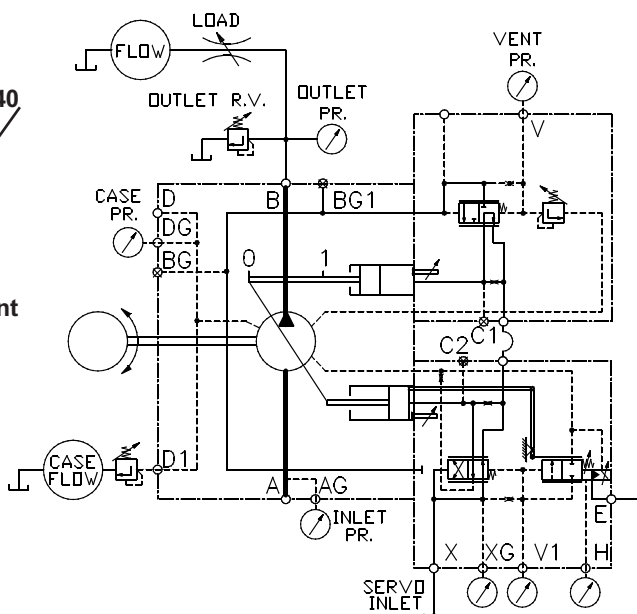 LOAD
FLOW
VENT
PR.
40
OUTLET R.V.
OUTLET
PR.
V
CASE
PR.
D
B
BG1
DG
BG
0
1
nt
C1
C2
CASE
FLOW
D1
A
AG
INLET
PR.
E
X
XG
V1
H
SERVO
INLET